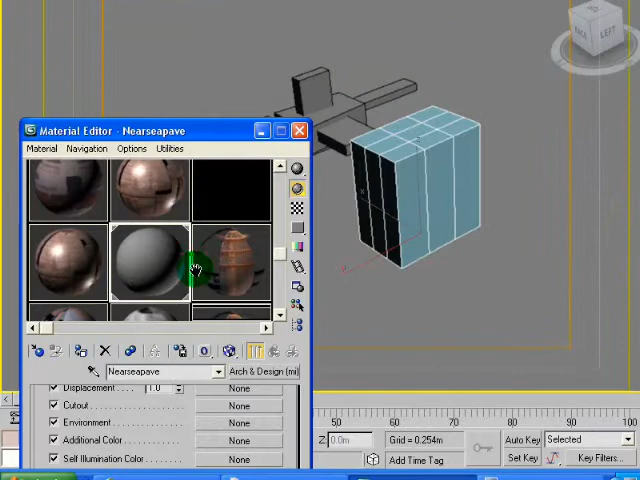 LEFT
Material Editor - Nearseapave
Material Navigation Options Utilities
Nearseapave Arch & Design (mi)
Displacement . . . . 1.0 None
Cutout . . . . . . . . . . . . . . None
Environment . . . . . . . . . . None
Additional Color . . . . . . . None
Self Illumination Color . . . None
50 60 70 80 90 100
Z: 0.0m Grid = 0.254m Auto Key Selected
Add Time Tag Set Key Key Filters...